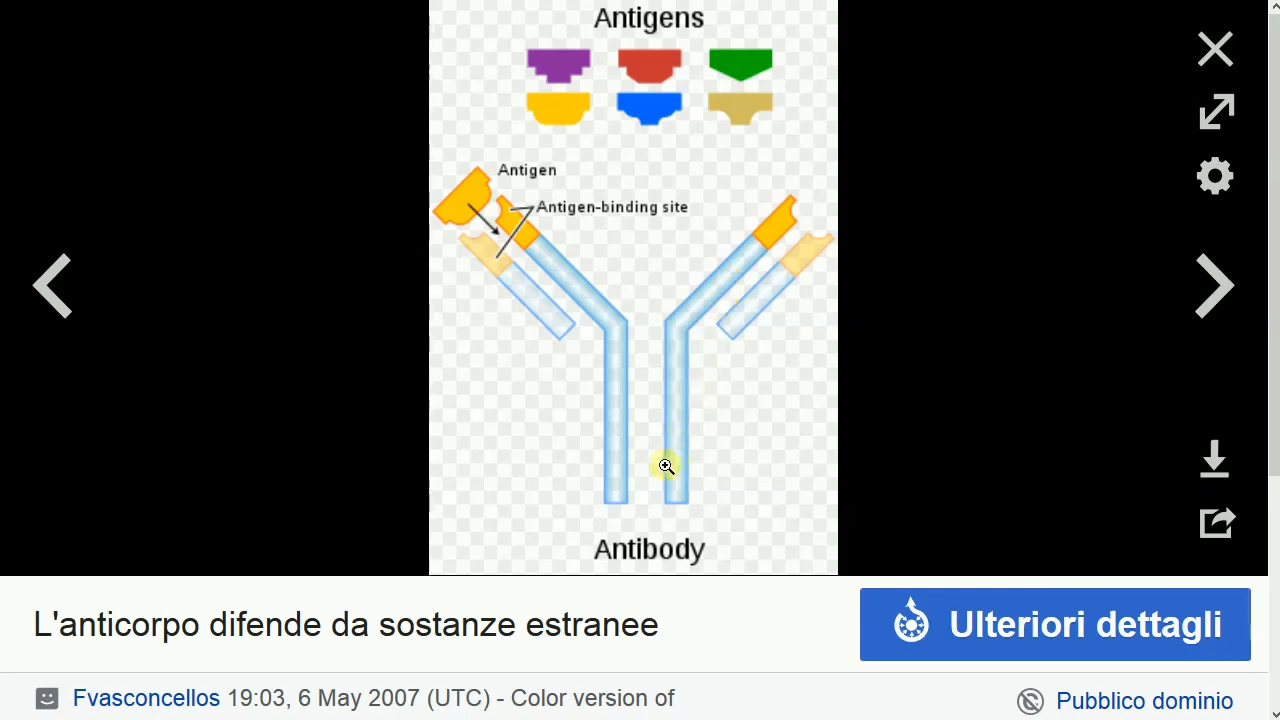 Antigens
Antigen
Antigen-binding site
Antibody
L'anticorpo difende da sostanze estranee
Ulteriori dettagli
Fvasconcellos 19:03, 6 May 2007 (UTC) - Color version of
Pubblico dominio